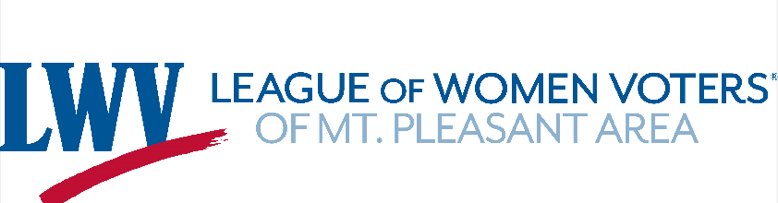 LWV
LEAGUE OF WOMEN VOTERS®
OF MT. PLEASANT AREA